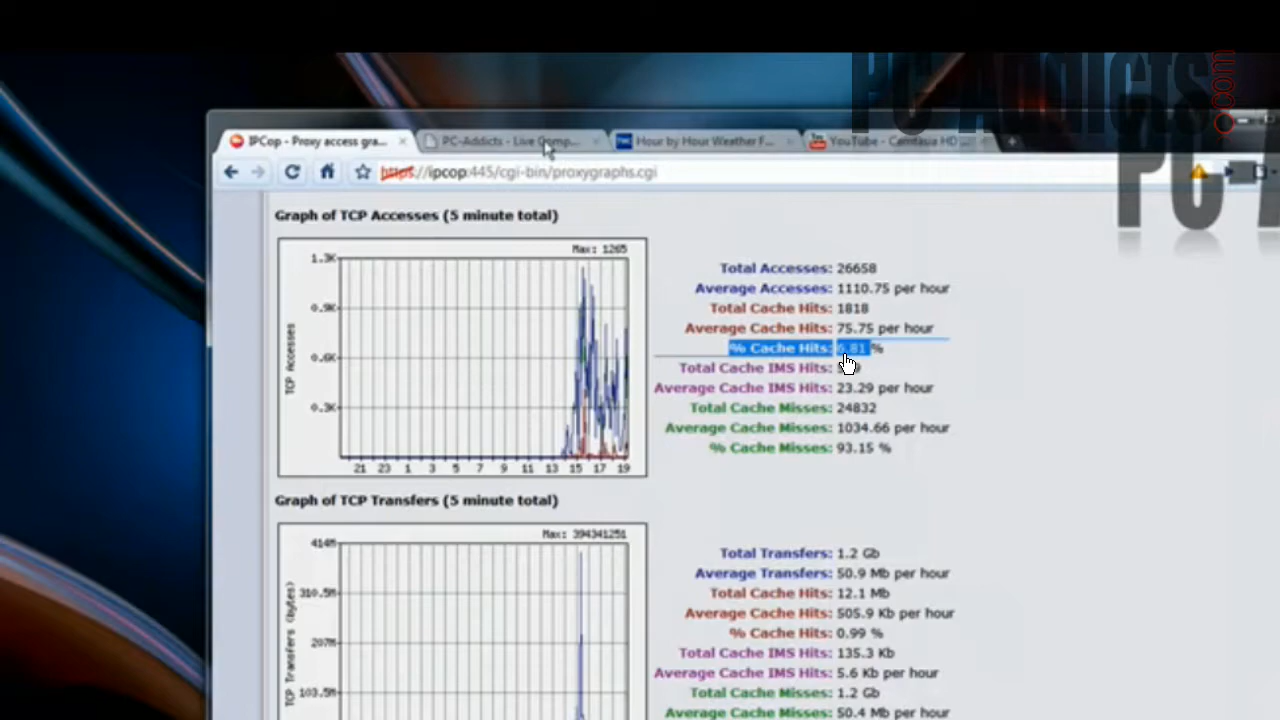 PC Addicts.com
PC A
IPCop - Proxy access gra...
PC-Addicts - Live Comp...
Hour by Hour Weather F...
YouTube - Camtasia HD ...
https://ipcop:445/cgi-bin/proxygraphs.cgi
Graph of TCP Accesses (5 minute total)
Max: 1265
1.3K
0.9K
0.6K
0.3K
TCP Accesses
21 23 1 3 5 7 9 11 13 15 17 19
Total Accesses: 26658
Average Accesses: 1110.75 per hour
Total Cache Hits: 1818
Average Cache Hits: 75.75 per hour
% Cache Hits: 6.81 %
Total Cache IMS Hits:
Average Cache IMS Hits: 23.29 per hour
Total Cache Misses: 24832
Average Cache Misses: 1034.66 per hour
% Cache Misses: 93.15 %
Graph of TCP Transfers (5 minute total)
Max: 394341251
414M
310.5M
207M
103.5M
TCP Transfers (bytes)
Total Transfers: 1.2 Gb
Average Transfers: 50.9 Mb per hour
Total Cache Hits: 12.1 Mb
Average Cache Hits: 505.9 Kb per hour
% Cache Hits: 0.99 %
Total Cache IMS Hits: 135.3 Kb
Average Cache IMS Hits: 5.6 Kb per hour
Total Cache Misses: 1.2 Gb
Average Cache Misses: 50.4 Mb per hour